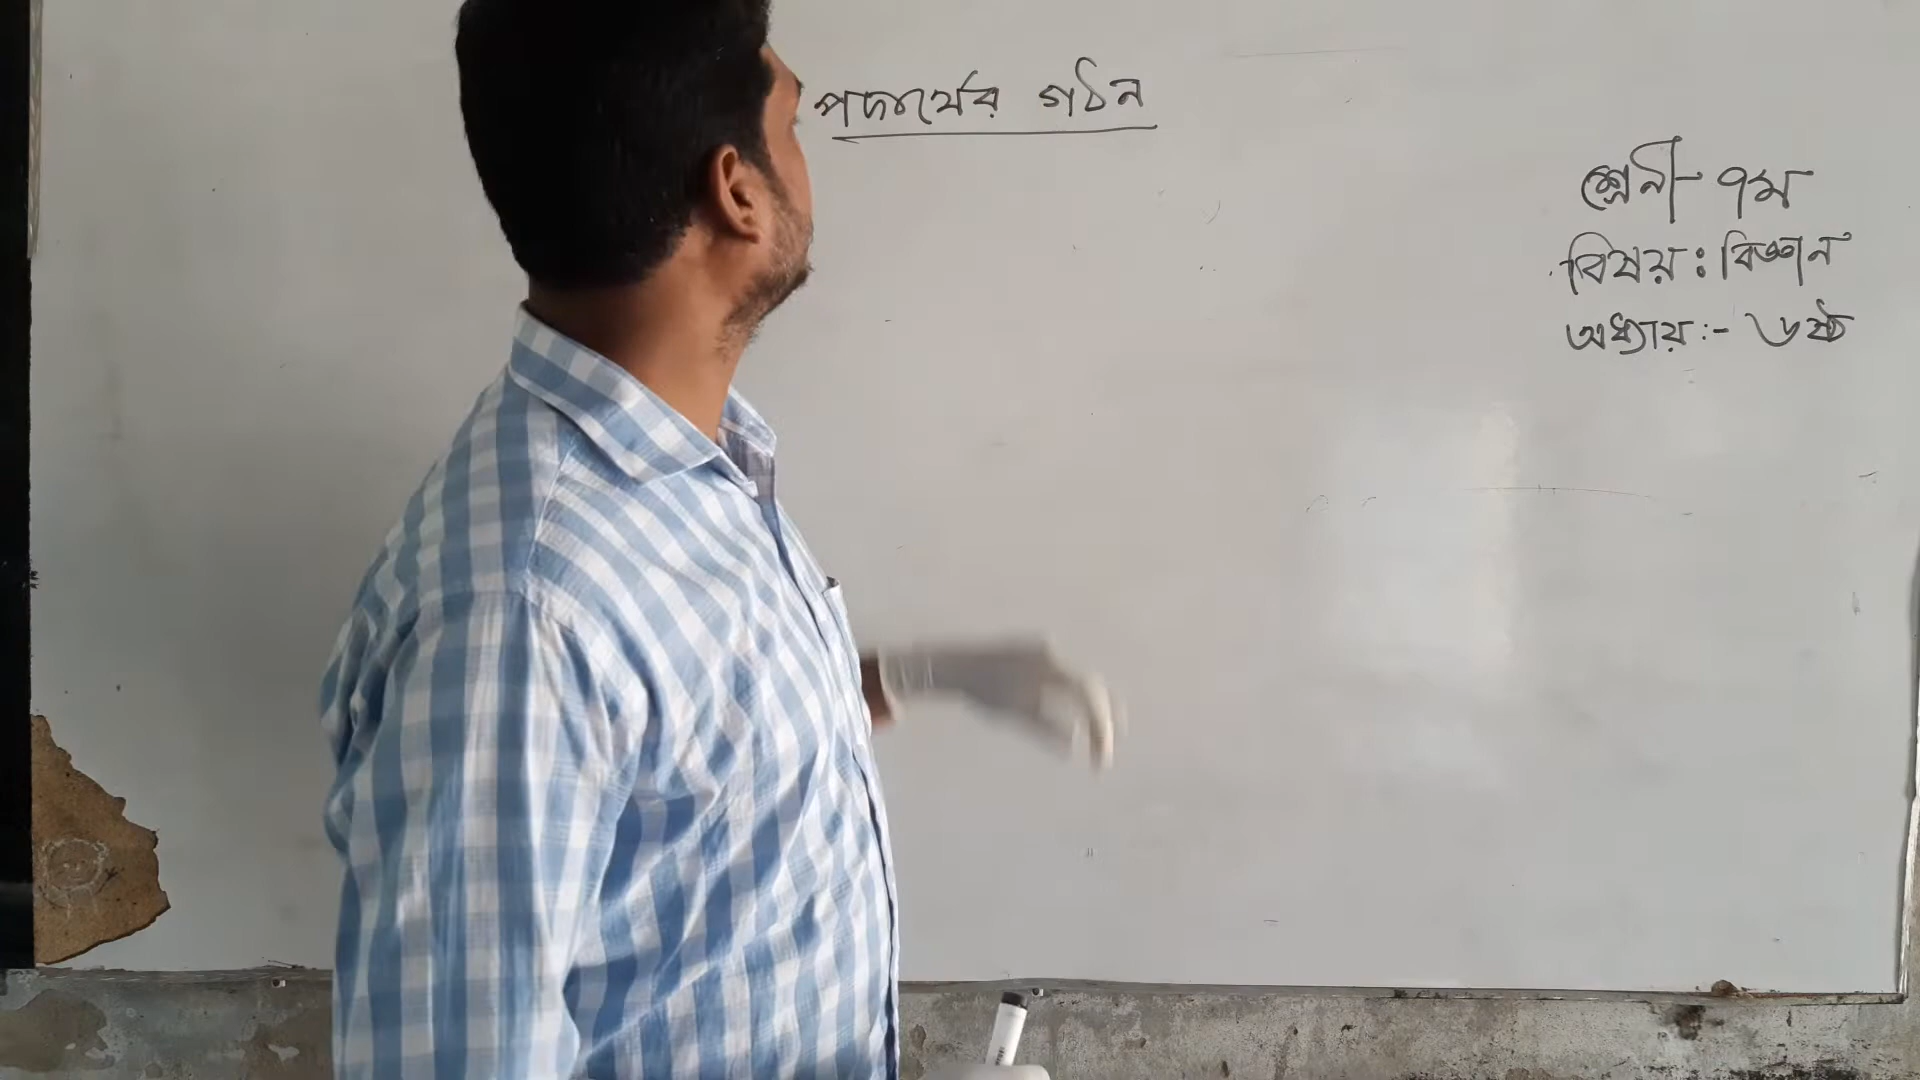 পদার্থের গঠন
শ্রেনী- ৭ম
বিষয় : বিজ্ঞান
অধ্যায় :- ৬ষ্ঠ